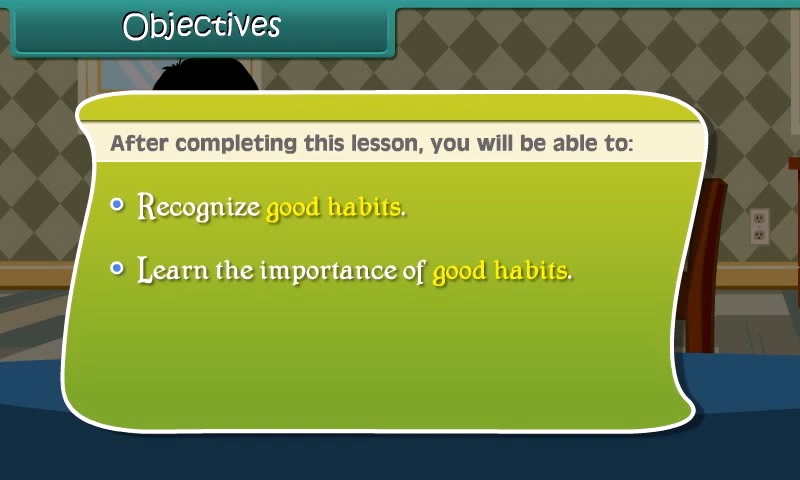 Objectives
After completing this lesson, you will be able to:
Recognize good habits.
Learn the importance of good habits.